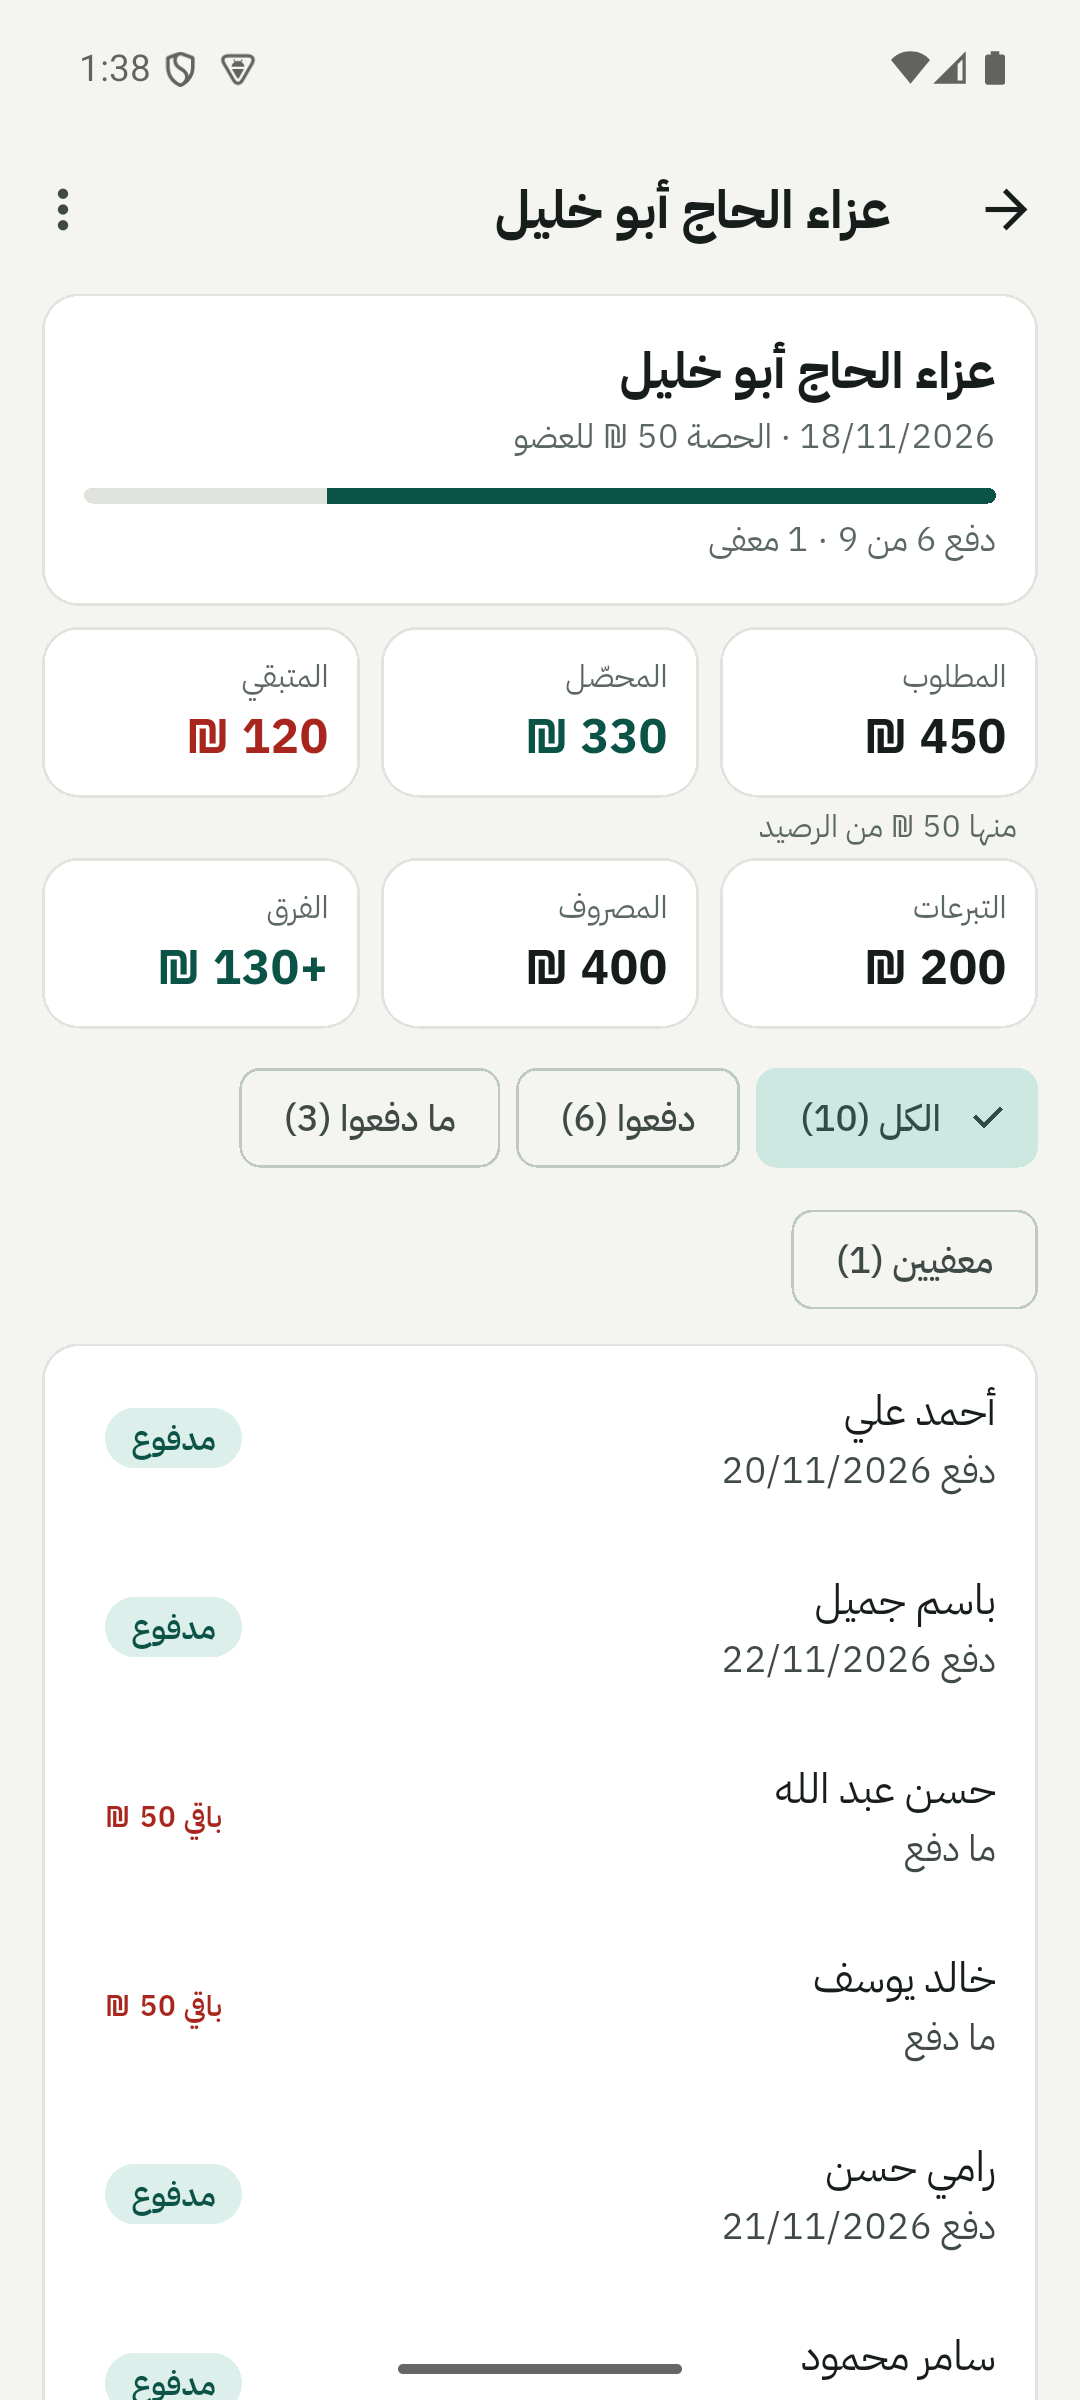 1:38
عزاء الحاج أبو خليل
عزاء الحاج أبو خليل
18/11/2026 · الحصة 50 ₪ للعضو
دفع 6 من 9 · 1 معفى
المطلوب
450 ₪
المحصّل
330 ₪
المتبقي
120 ₪
منها 50 ₪ من الرصيد
التبرعات
200 ₪
المصروف
400 ₪
الفرق
+130 ₪
الكل (10)
دفعوا (6)
ما دفعوا (3)
معفيين (1)
أحمد علي
دفع 20/11/2026
مدفوع
باسم جميل
دفع 22/11/2026
مدفوع
حسن عبد الله
ما دفع
باقي 50 ₪
خالد يوسف
ما دفع
باقي 50 ₪
رامي حسن
دفع 21/11/2026
مدفوع
سامر محمود
مدفوع